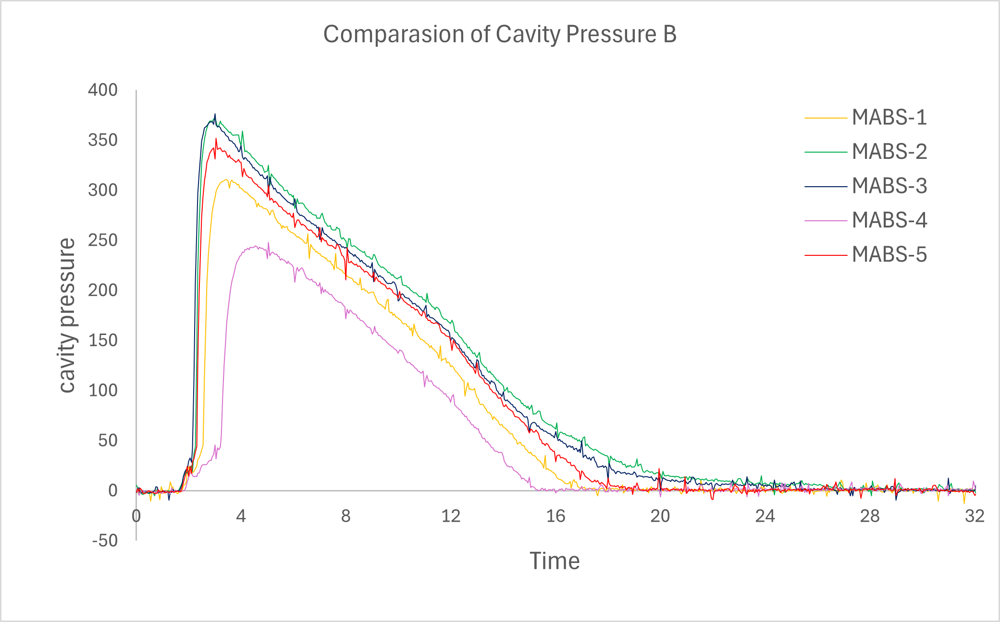 Comparasion of Cavity Pressure B
400
350
300
250
200
150
100
50
0
-50
cavity pressure
0 4 8 12 16 20 24 28 32
Time
MABS-1
MABS-2
MABS-3
MABS-4
MABS-5